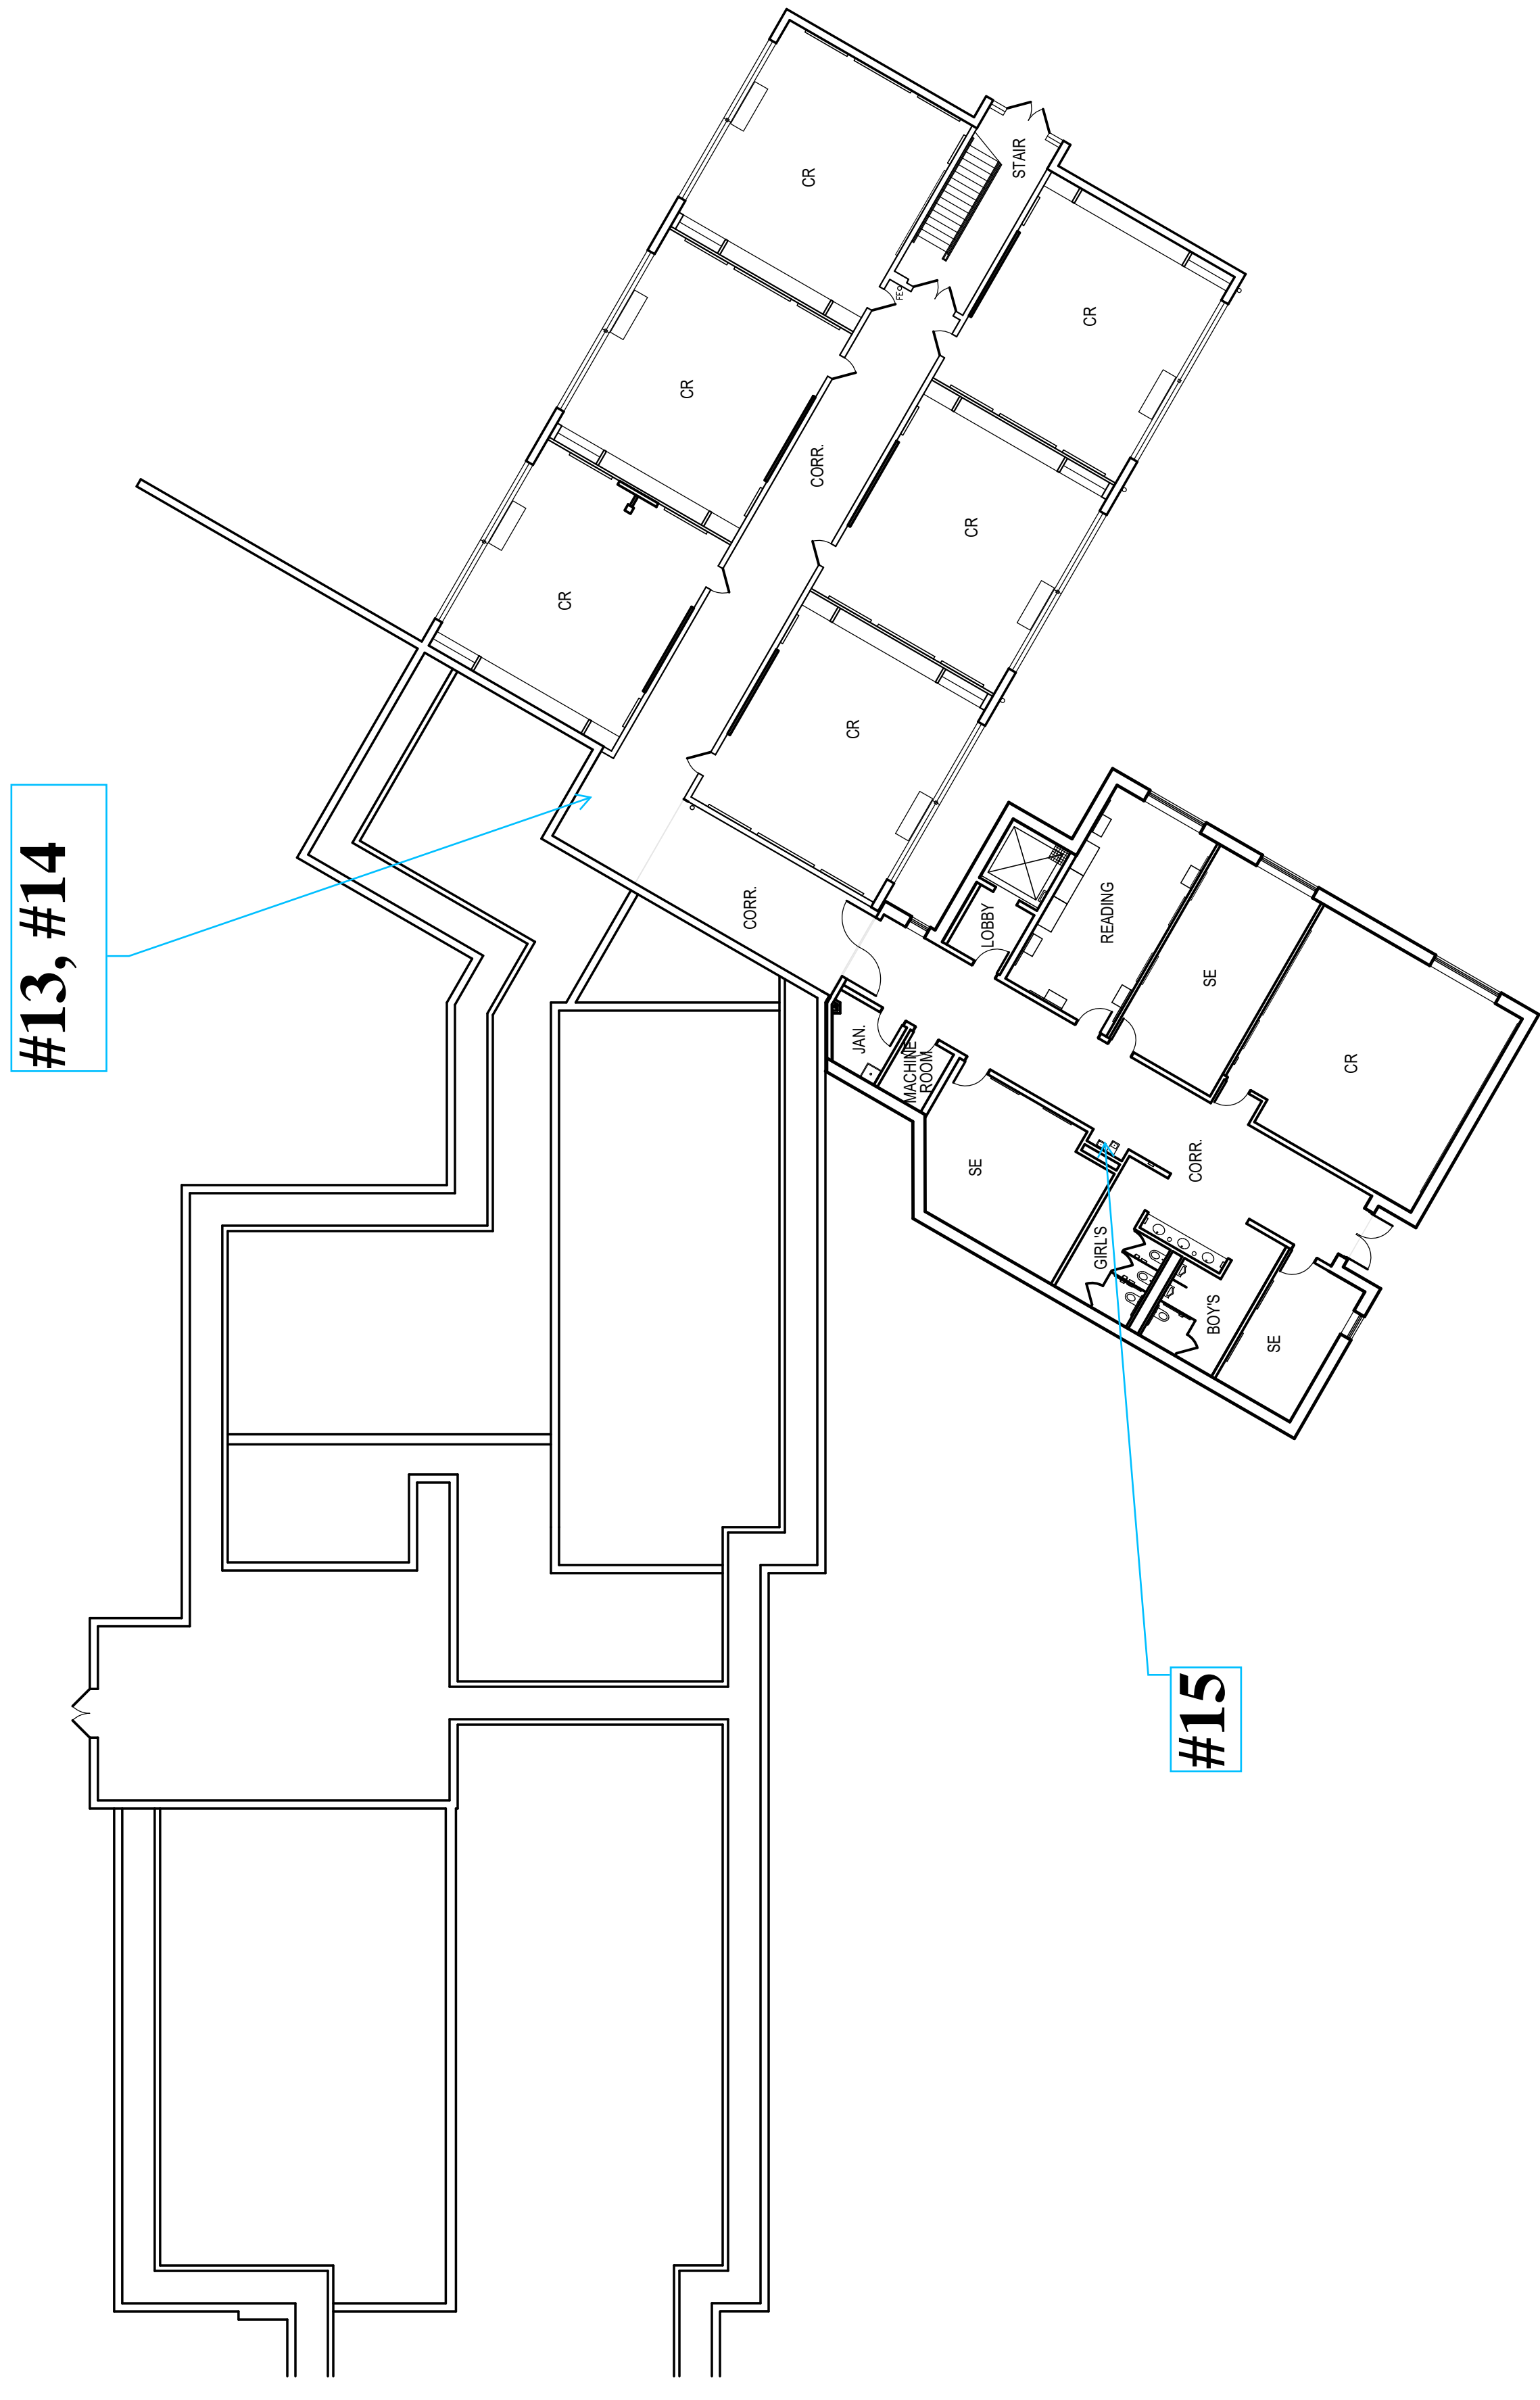 CR
STAIR
CR
FE
CR
CORR.
CR
CR
CR
#13, #14
CORR.
LOBBY
READING
SE
JAN.
MACHINE
ROOM
CR
SE
CORR.
GIRL'S
BOY'S
SE
#15